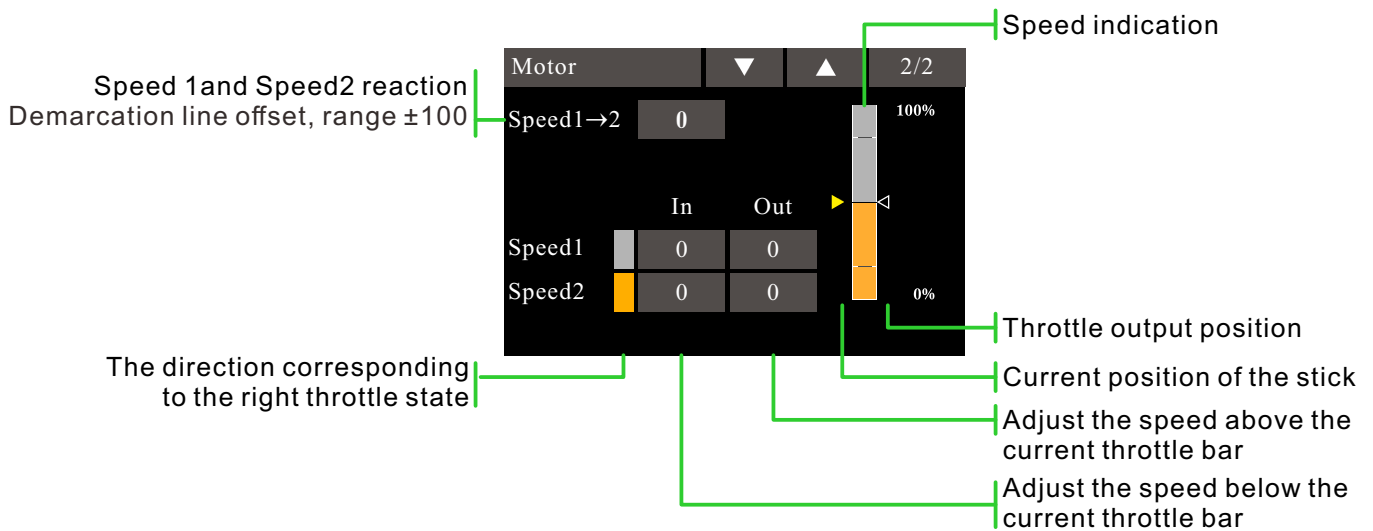 Speed indication
Motor ▼ ▲ 2/2
Speed 1and Speed2 reaction
Demarcation line offset, range ±100
Speed1→2 0
100%
In Out
Speed1 0 0
Speed2 0 0
0%
Throttle output position
The direction corresponding
to the right throttle state
Current position of the stick
Adjust the speed above the
current throttle bar
Adjust the speed below the
current throttle bar